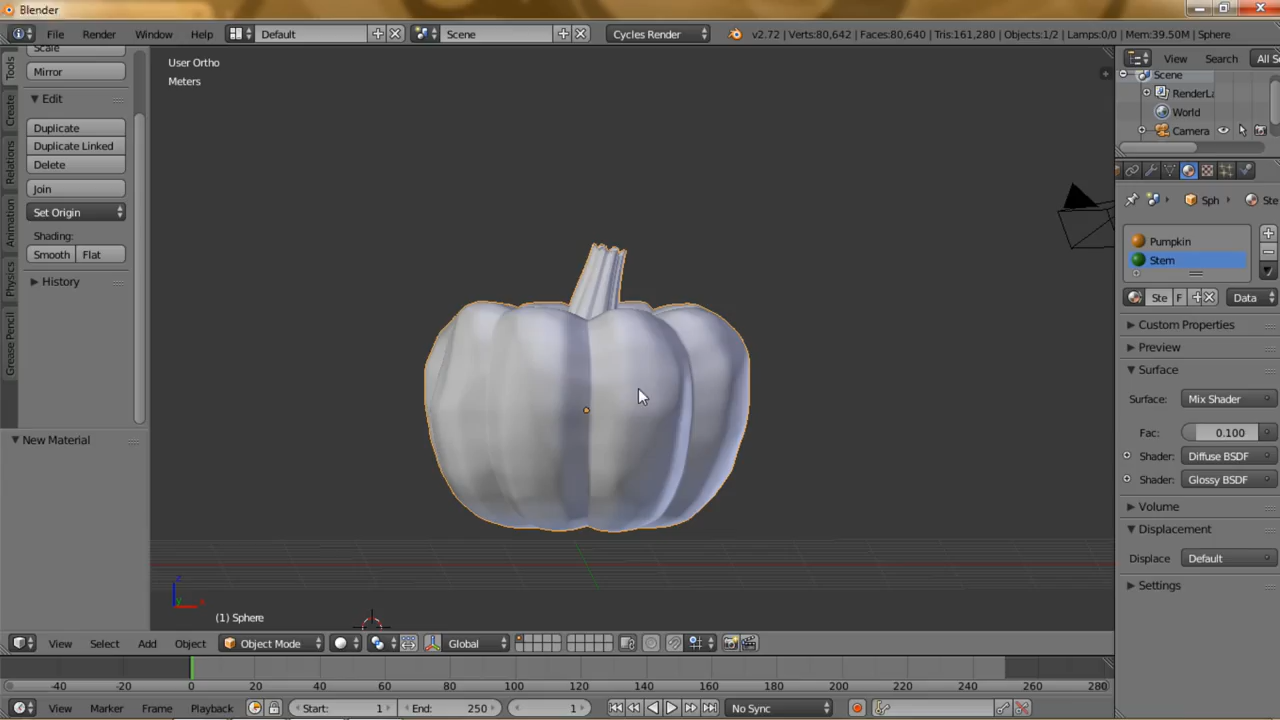 Blender
File Render Window Help Default Scene Cycles Render v2.72 | Verts:80,642 | Faces:80,640 | Tris:161,280 | Objects:1/2 | Lamps:0/0 | Mem:39.50M | Sphere
Scale
Mirror
Edit
Duplicate
Duplicate Linked
Delete
Join
Set Origin
Shading:
Smooth Flat
History
New Material
Tools
Create
Relations
Animation
Physics
Grease Pencil
User Ortho
Meters
(1) Sphere
View Search All S
Scene
RenderLa
World
Camera
Sph Ste
Pumpkin
Stem
Ste F Data
Custom Properties
Preview
Surface
Surface: Mix Shader
Fac: 0.100
Shader: Diffuse BSDF
Shader: Glossy BSDF
Volume
Displacement
Displace Default
Settings
View Select Add Object Object Mode Global
-40 -20 0 20 40 60 80 100 120 140 160 180 200 220 240 260 280
View Marker Frame Playback Start: 1 End: 250 1 No Sync